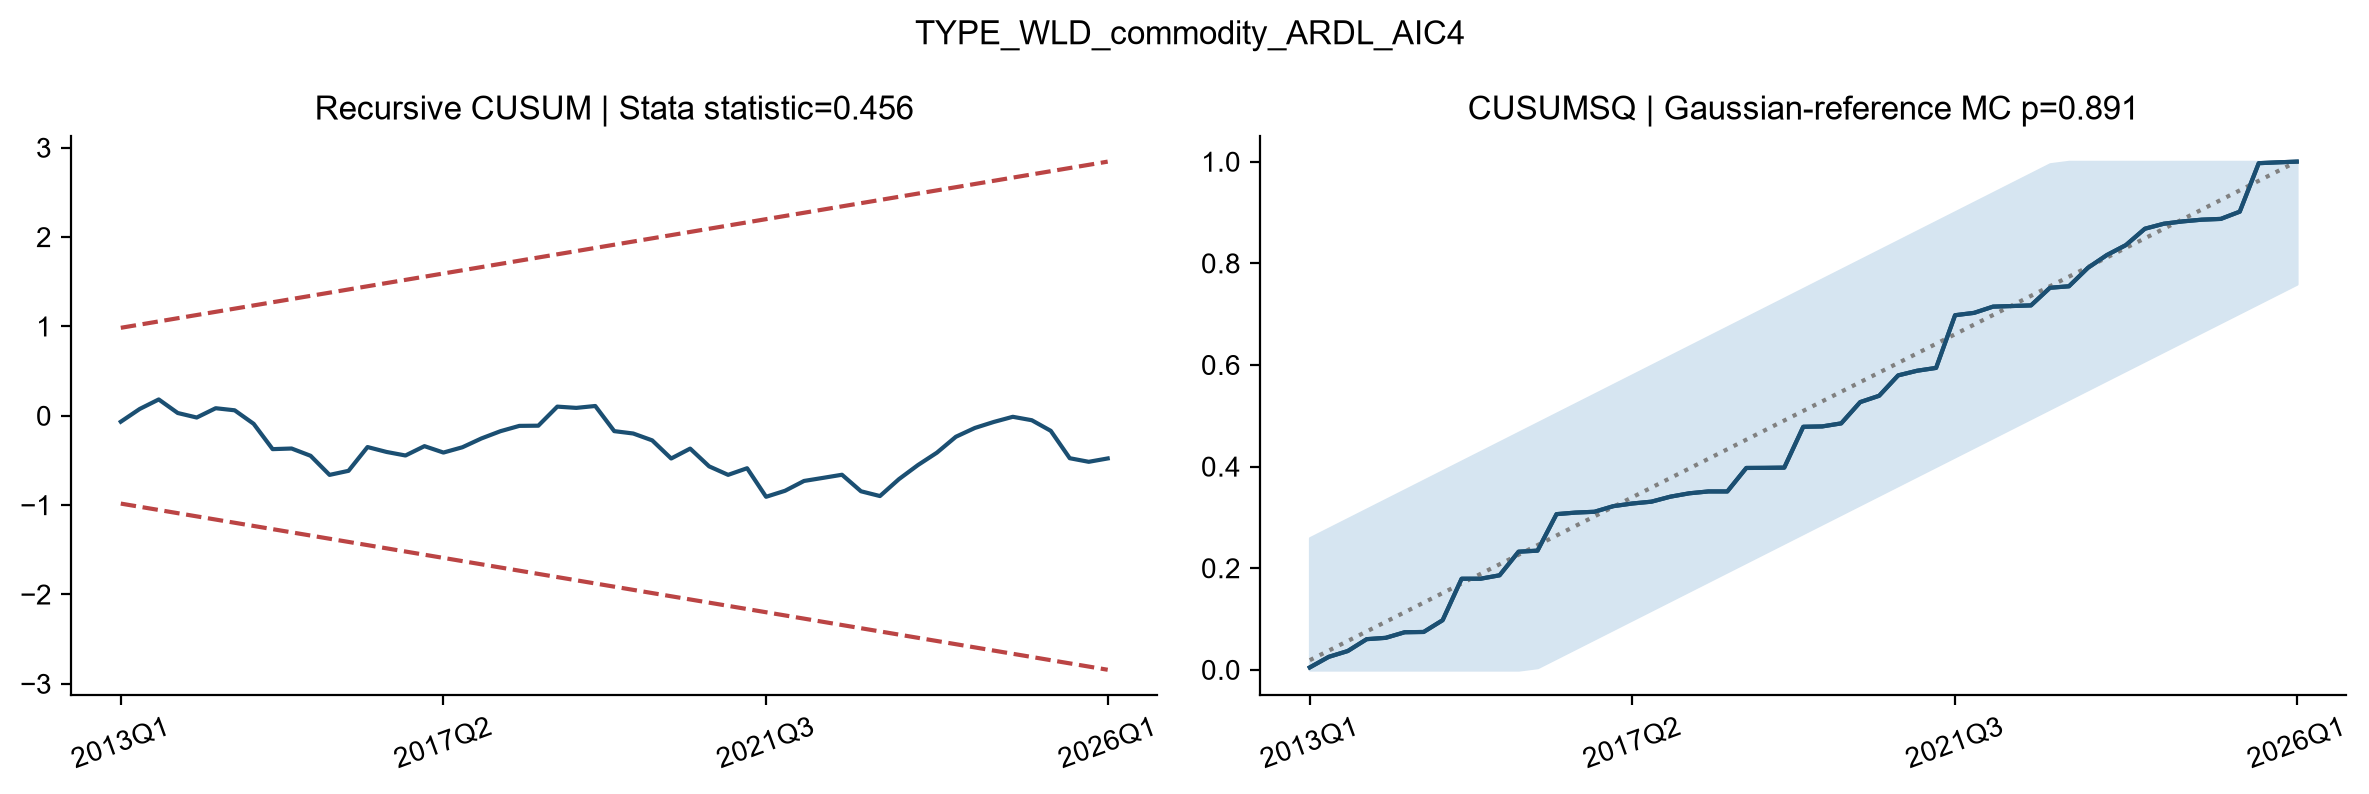 TYPE_WLD_commodity_ARDL_AIC4
Recursive CUSUM | Stata statistic=0.456
3
2
1
0
−1
−2
−3
2013Q1
2017Q2
2021Q3
2026Q1
CUSUMSQ | Gaussian-reference MC p=0.891
1.0
0.8
0.6
0.4
0.2
0.0
2013Q1
2017Q2
2021Q3
2026Q1